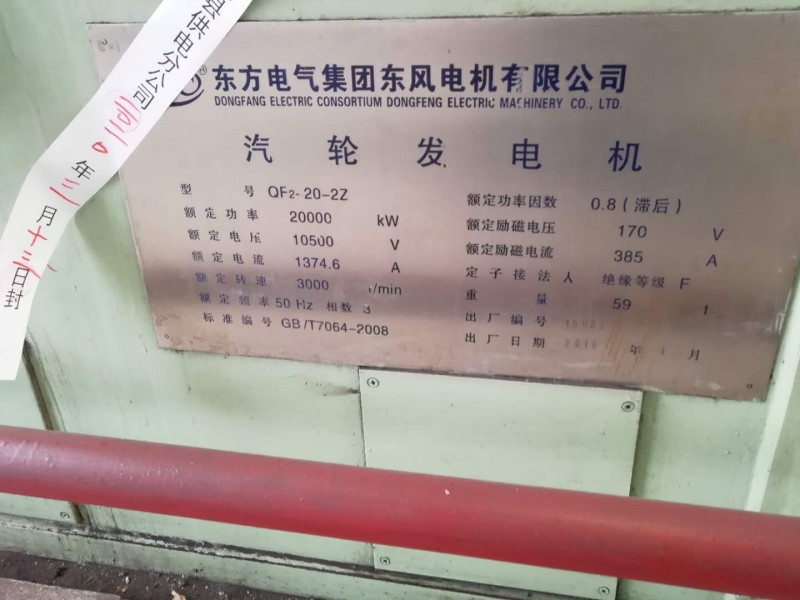 县供电分公司
年三月十三日封
东方电气集团东风电机有限公司
DONGFANG ELECTRIC CONSORTIUM DONGFENG ELECTRIC MACHINERY CO., LTD.
汽轮发电机
型号 QF2-20-2Z
额定功率 20000 kW
额定电压 10500 V
额定电流 1374.6 A
额定转速 3000 r/min
额定频率 50 Hz 相数 3
标准编号 GB/T7064-2008
额定功率因数 0.8(滞后)
额定励磁电压 170 V
额定励磁电流 385 A
定子接法 人 绝缘等级 F
重量 59 t
出厂编号
出厂日期 年 月